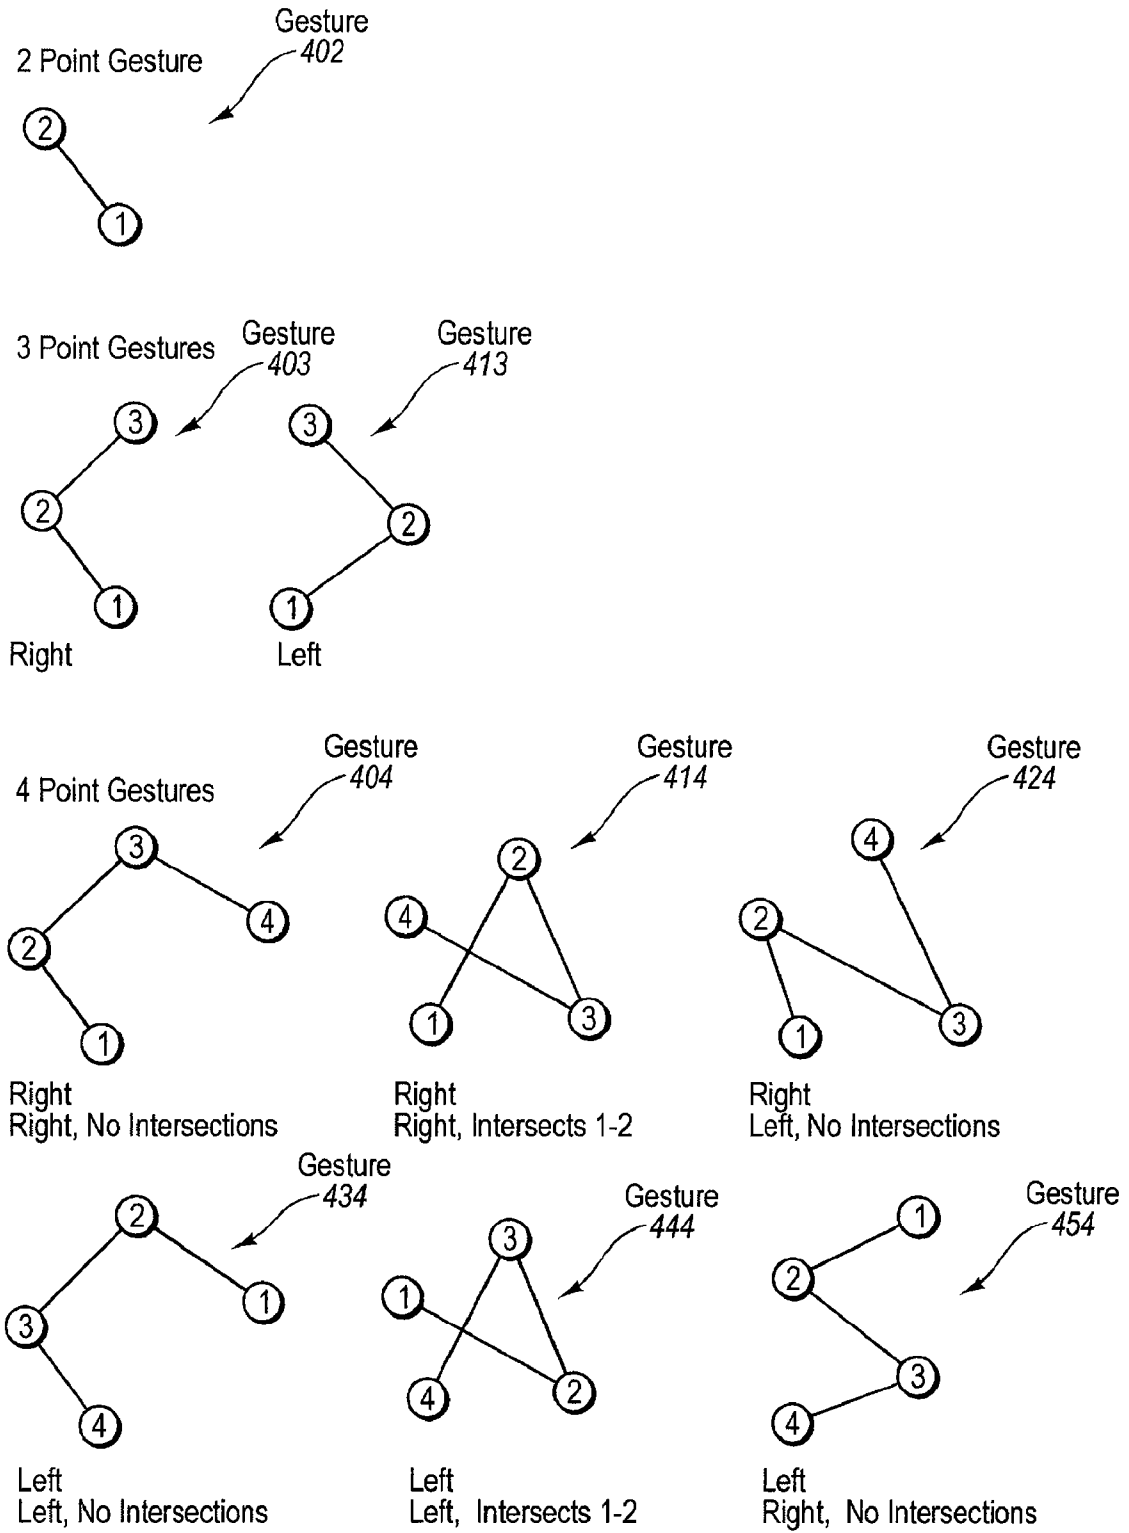 Gesture
402
2 Point Gesture
2
1
3 Point Gestures
Gesture
403
Gesture
413
3
3
2
2
1
1
Right
Left
4 Point Gestures
Gesture
404
Gesture
414
Gesture
424
3
2
4
4
4
2
2
1
1
3
1
3
Right
Right, No Intersections
Right
Right, Intersects 1-2
Right
Left, No Intersections
Gesture
434
Gesture
444
Gesture
454
2
3
1
1
1
2
3
3
4
4
2
4
Left
Left, No Intersections
Left
Left, Intersects 1-2
Left
Right, No Intersections